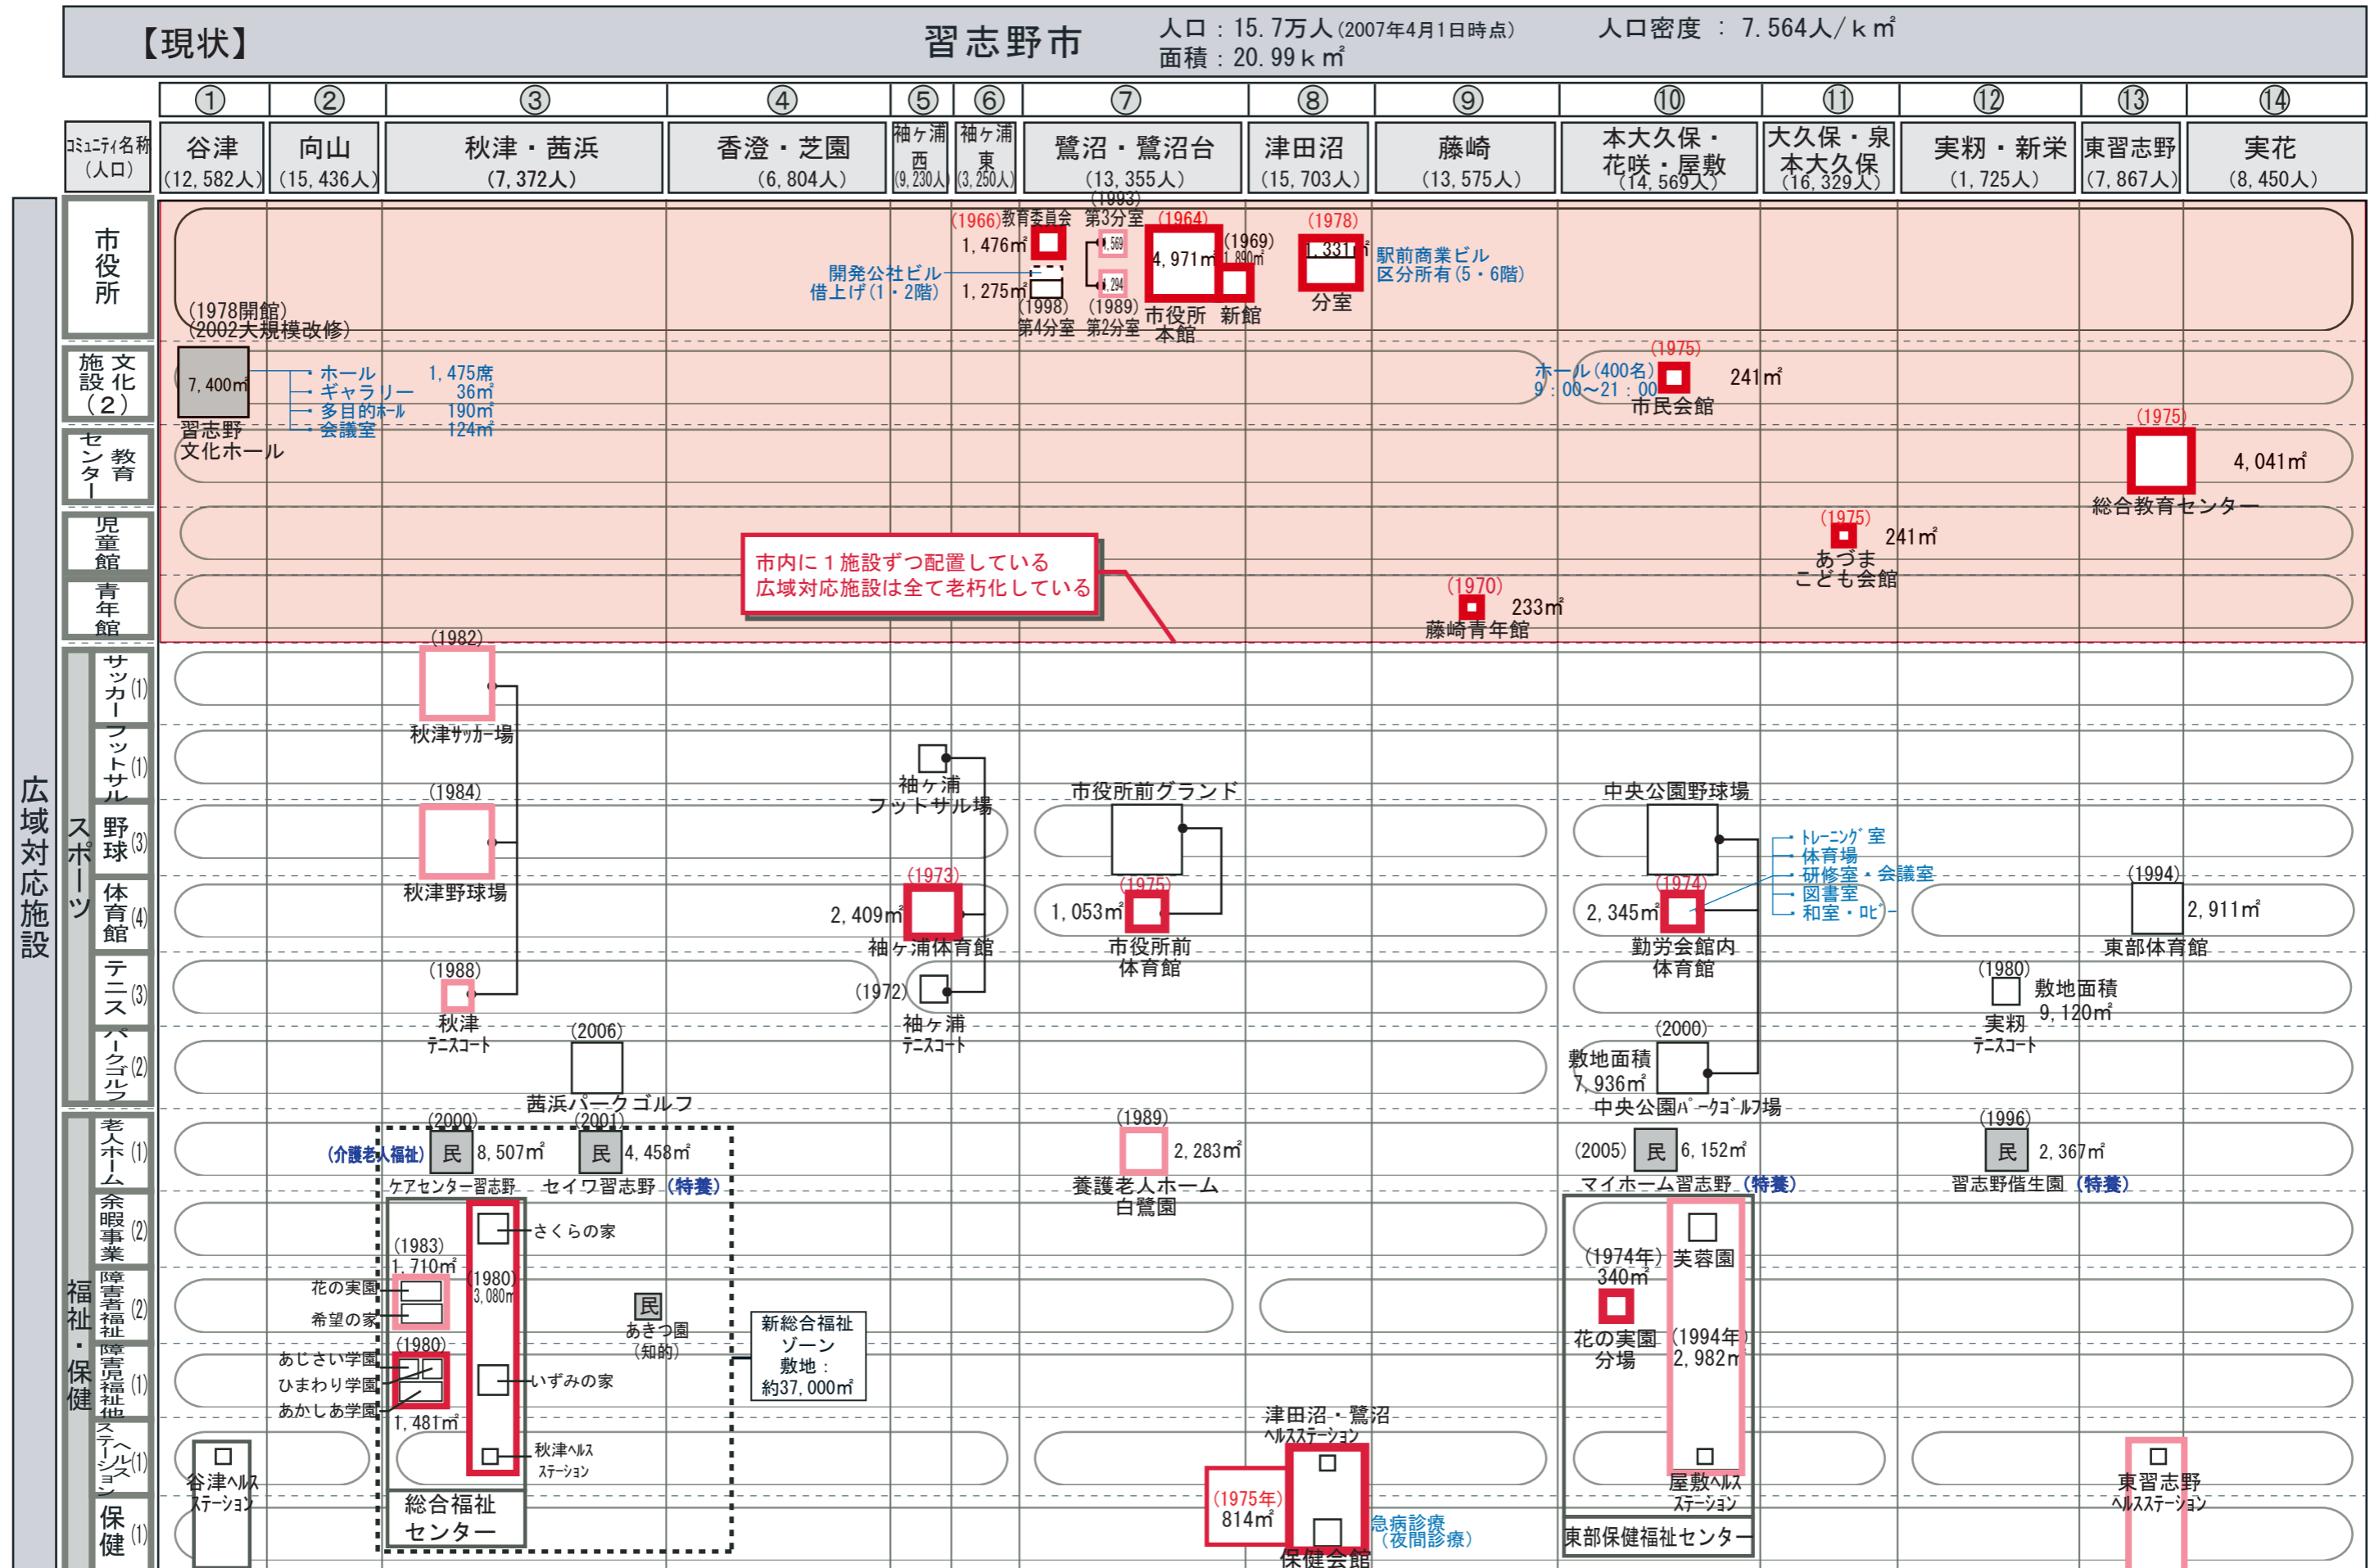 【現状】
習志野市
人口：15.7万人(2007年4月1日時点)
面積：20.99ｋ㎡
人口密度 ： 7.564人/ｋ㎡
① ② ③ ④ ⑤ ⑥ ⑦ ⑧ ⑨ ⑩ ⑪ ⑫ ⑬ ⑭
ｺﾐｭﾆﾃｨ名称
(人口)
谷津
(12,582人)
向山
(15,436人)
秋津・茜浜
(7,372人)
香澄・芝園
(6,804人)
袖ヶ浦
西
(9,230人)
袖ヶ浦
東
(3,250人)
鷺沼・鷺沼台
(13,355人)
津田沼
(15,703人)
藤崎
(13,575人)
本大久保・
花咲・屋敷
(14,569人)
大久保・泉
本大久保
(16,329人)
実籾・新栄
(1,725人)
東習志野
(7,867人)
実花
(8,450人)
広域対応施設
市役所
(1966)
教育委員会
1,476㎡
開発公社ビル
借上げ(1・2階)
1,275㎡
(1998)
第4分室
(1993)
第3分室
1,569
1,294
(1989)
第2分室
(1964)
4,971㎡
市役所
本館
(1969)
1,890㎡
新館
(1978)
1,331㎡
分室
駅前商業ビル
区分所有(5・6階)
文化施設(2)
(1978開館)
(2002大規模改修)
7,400㎡
習志野
文化ホール
・ホール 1,475席
・ギャラリー 36㎡
・多目的ﾎｰﾙ 190㎡
・会議室 124㎡
ホール(400名)
9：00～21：00
(1975)
241㎡
市民会館
教育センター
(1975)
4,041㎡
総合教育センター
児童館
(1975)
241㎡
あづま
こども会館
青年館
(1970)
233㎡
藤崎青年館
市内に１施設ずつ配置している
広域対応施設は全て老朽化している
スポーツ
サッカー(1)
(1982)
秋津ｻｯｶｰ場
フットサル(1)
袖ヶ浦
フットサル場
野球(3)
(1984)
秋津野球場
市役所前グランド
中央公園野球場
体育館(4)
(1973)
2,409㎡
袖ヶ浦体育館
(1975)
1,053㎡
市役所前
体育館
(1974)
2,345㎡
勤労会館内
体育館
・ﾄﾚｰﾆﾝｸﾞ室
・体育場
・研修室・会議室
・図書室
・和室・ﾛﾋﾞｰ
(1994)
2,911㎡
東部体育館
テニス(3)
(1988)
秋津
ﾃﾆｽｺｰﾄ
(1972)
袖ヶ浦
ﾃﾆｽｺｰﾄ
(1980)
敷地面積
9,120㎡
実籾
ﾃﾆｽｺｰﾄ
パークゴルフ(2)
(2006)
茜浜パークゴルフ
(2000)
敷地面積
7,936㎡
中央公園ﾊﾟｰｸｺﾞﾙﾌ場
福祉・保健
老人ホーム(1)
(2000)
(介護老人福祉)
民
8,507㎡
ケアセンター習志野
(2001)
民
4,458㎡
セイワ習志野(特養)
(1989)
2,283㎡
養護老人ホーム
白鷺園
(2005)
民
6,152㎡
マイホーム習志野(特養)
(1996)
民
2,367㎡
習志野偕生園(特養)
余暇事業(2)
さくらの家
芙蓉園
障害者福祉(2)
(1983)
1,710㎡
花の実園
希望の家
(1980)
3,080㎡
民
あきつ園
(知的)
新総合福祉
ゾーン
敷地：
約37,000㎡
(1974年)
340㎡
花の実園
分場
(1994年)
2,982㎡
障害児福祉他(1)
(1980)
あじさい学園
ひまわり学園
あかしあ学園
1,481㎡
いずみの家
ヘルスステーション(1)
谷津ﾍﾙｽ
ｽﾃｰｼｮﾝ
秋津ﾍﾙｽ
ｽﾃｰｼｮﾝ
津田沼・鷺沼
ﾍﾙｽｽﾃｰｼｮﾝ
屋敷ﾍﾙｽ
ｽﾃｰｼｮﾝ
東習志野
ﾍﾙｽｽﾃｰｼｮﾝ
保健(1)
総合福祉
センター
(1975年)
814㎡
保健会館
急病診療
(夜間診療)
東部保健福祉センター